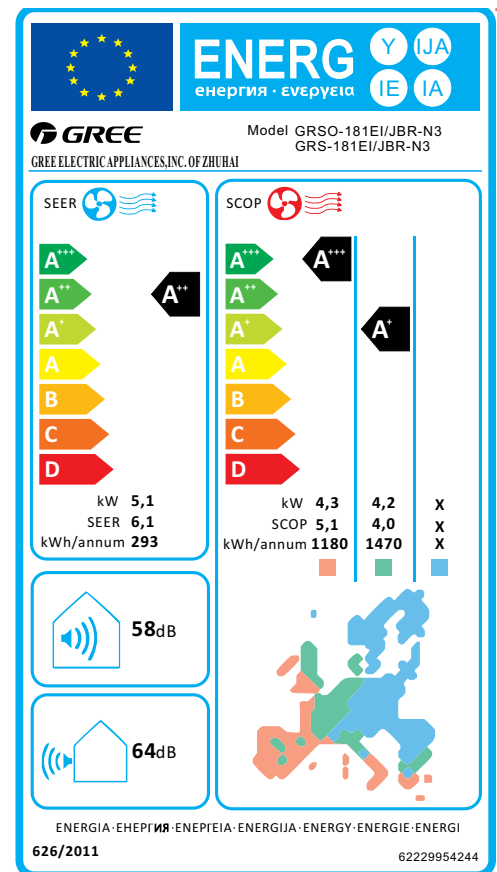 ENERG
енергия · ενεργεια
Y IJA
IE IA
GREE
Model GRSO-181EI/JBR-N3
GRS-181EI/JBR-N3
GREE ELECTRIC APPLIANCES,INC. OF ZHUHAI
SEER
A+++
A++
A+
A
B
C
D
A++
kW 5,1
SEER 6,1
kWh/annum 293
SCOP
A+++
A++
A+
A
B
C
D
A+++
A+
kW 4,3 4,2 X
SCOP 5,1 4,0 X
kWh/annum 1180 1470 X
58dB
64dB
ENERGIA·ЕНЕРГИЯ·ΕΝΕΡΓΕΙΑ·ENERGIJA·ENERGY·ENERGIE·ENERGI
626/2011
62229954244